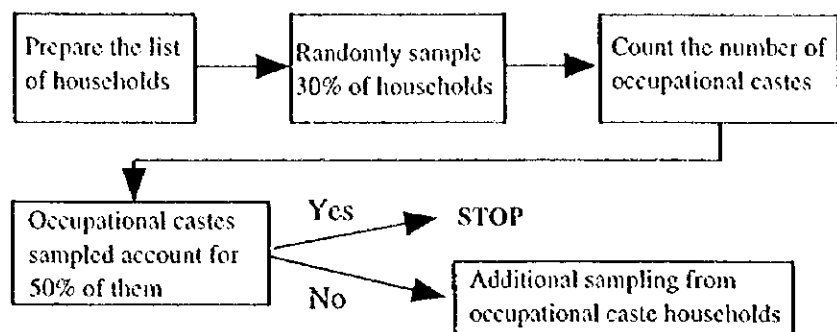 Prepare the list
of households
Randomly sample
30% of households
Count the number of
occupational castes
Occupational castes
sampled account for
50% of them
Yes
STOP
No
Additional sampling from
occupational caste households